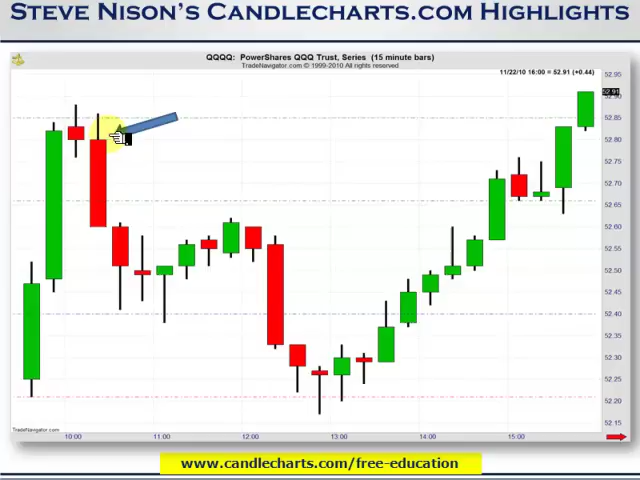 Steve Nison's Candlecharts.com Highlights
QQQQ: PowerShares QQQ Trust, Series (15 minute bars)
TradeNavigator.com © 1999-2010 All rights reserved
11/22/10 16:00 = 52.91 (+0.44)
52.95
52.91
52.90
52.85
52.80
52.75
52.70
52.65
52.60
52.55
52.50
52.45
52.40
52.35
52.30
52.25
52.20
52.15
TradeNavigator.com
10:00 11:00 12:00 13:00 14:00 15:00
www.candlecharts.com/free-education